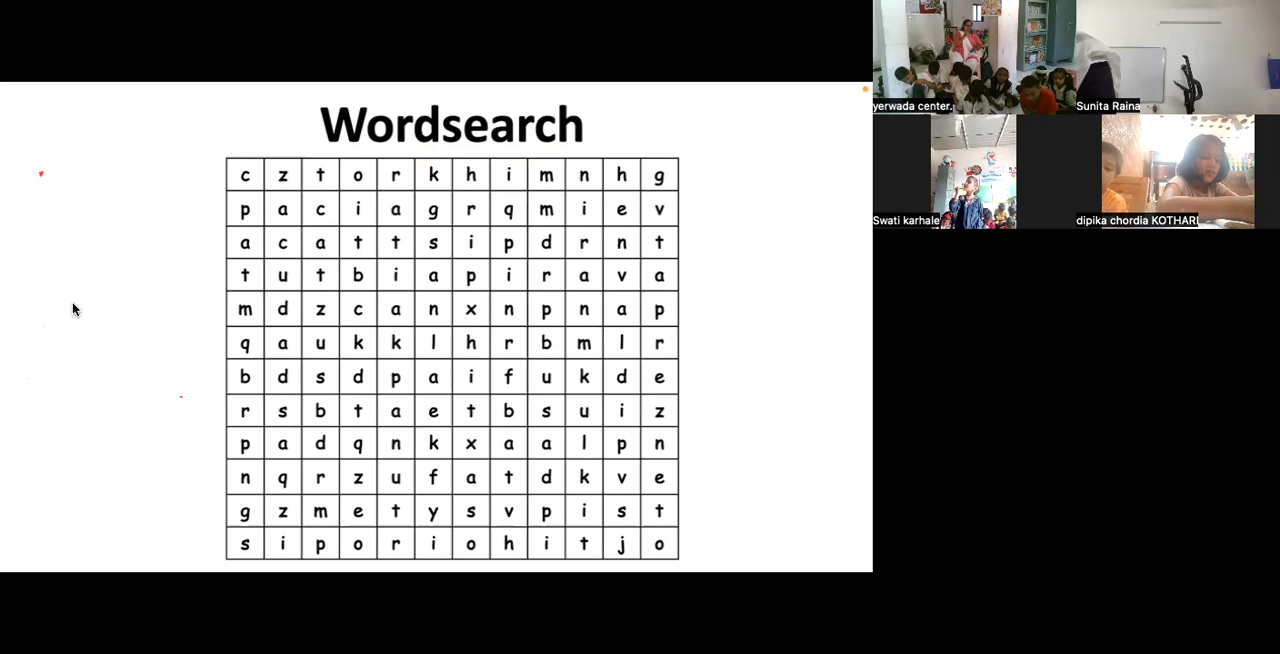 Wordsearch
c z t o r k h i m n h g
p a c i a g r q m i e v
a c a t t s i p d r n t
t u t b i a p i r a v a
m d z c a n x n p n a p
q a u k k l h r b m l r
b d s d p a i f u k d e
r s b t a e t b s u i z
p a d q n k x a a l p n
n q r z u f a t d k v e
g z m e t y s v p i s t
s i p o r i o h i t j o
yerwada center.
Sunita Raina
Swati karhale
dipika chordia KOTHARI